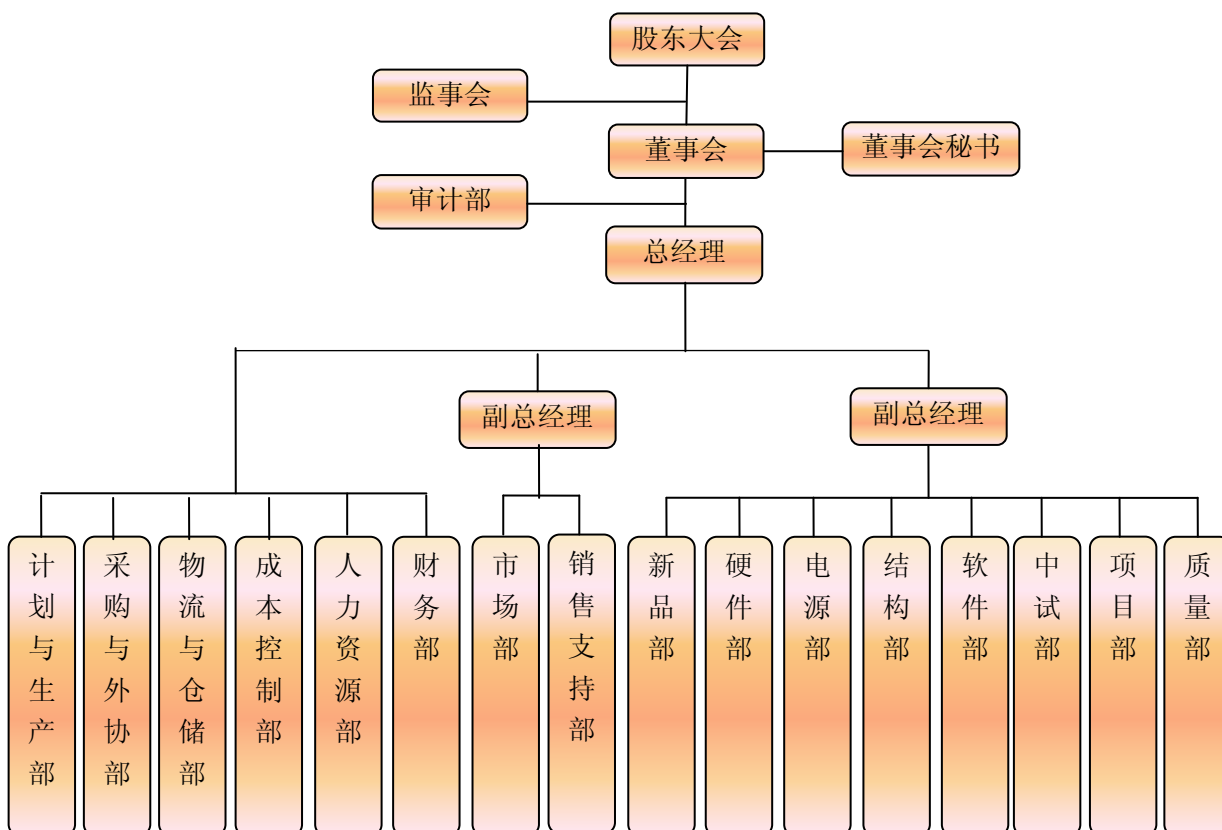 股东大会
监事会
董事会
董事会秘书
审计部
总经理
副总经理
副总经理
计划与生产部
采购与外协部
物流与仓储部
成本控制部
人力资源部
财务部
市场部
销售支持部
新品部
硬件部
电源部
结构部
软件部
中试部
项目部
质量部